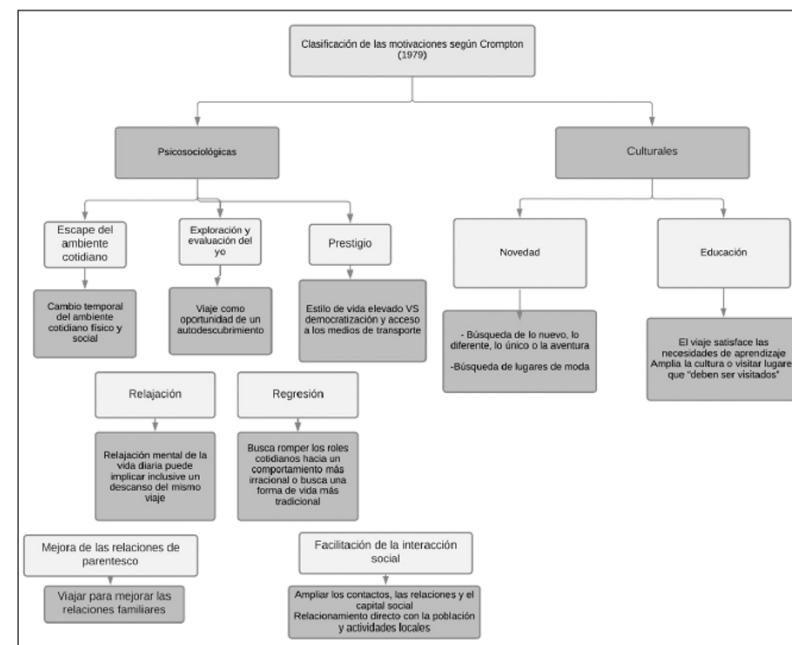 Clasificación de las motivaciones según Crompton
(1979)
Psicosociológicas
Culturales
Escape del
ambiente
cotidiano
Exploración y
evaluación del
yo
Prestigio
Novedad
Educación
Cambio temporal
del ambiente
cotidiano físico y
social
Viaje como
oportunidad de un
autodescubrimiento
Estilo de vida elevado VS
democratización y acceso
a los medios de transporte
- Búsqueda de lo nuevo, lo
diferente, lo único o la aventura
-Búsqueda de lugares de moda
El viaje satisface las
necesidades de aprendizaje
Amplia la cultura o visitar lugare
que "deben ser visitados"
Relajación
Regresión
Relajación mental de
la vida diaria puede
implicar inclusive un
descanso del mismo
viaje
Busca romper los roles
cotidianos hacia un
comportamiento más
irracional o busca una
forma de vida más
tradicional
Mejora de las relaciones de
parentesco
Facilitación de la interacción
social
Viajar para mejorar las
relaciones familiares
Ampliar los contactos, las relaciones y el
capital social
Relacionamiento directo con la población
y actividades locales